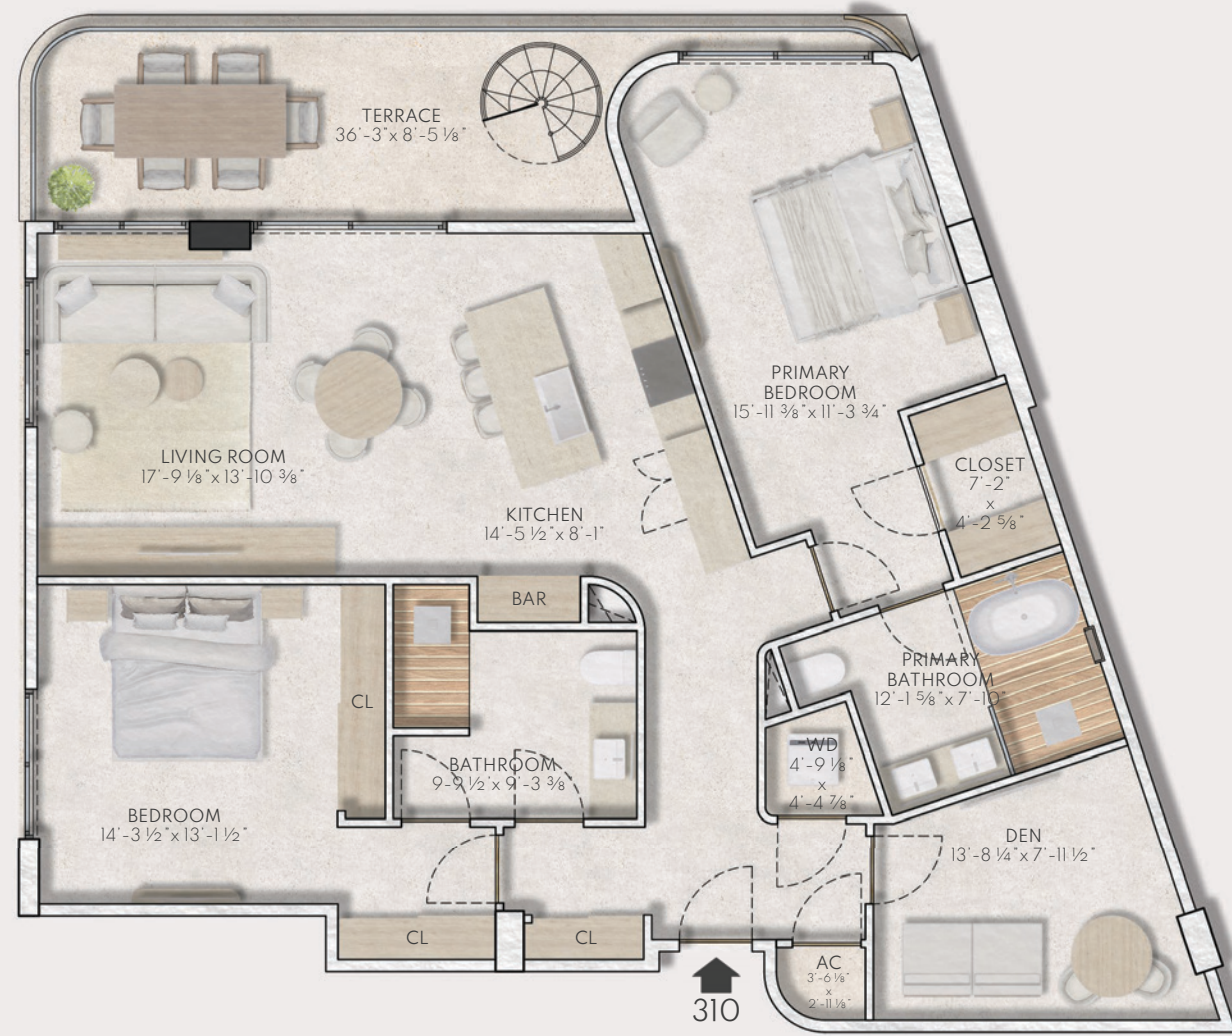 TERRACE
36'-3" x 8'-5 ⅛"
PRIMARY
BEDROOM
15'-11 ⅜" x 11'-3 ¾"
LIVING ROOM
17'-9 ⅛" x 13'-10 ⅜"
KITCHEN
14'-5 ½" x 8'-1"
CLOSET
7'-2"
x
4'-2 ⅝"
BAR
CL
PRIMARY
BATHROOM
12'-1 ⅝" x 7'-10"
WD
4'-9 ⅛"
x
4'-4 ⅞"
BATHROOM
9-9 ½' x 9'-3 ⅜"
BEDROOM
14'-3 ½" x 13'-1 ½"
DEN
13'-8 ¼" x 7'-11 ½"
CL
CL
AC
3'-6 ⅛"
x
2'-11 ⅛"
310